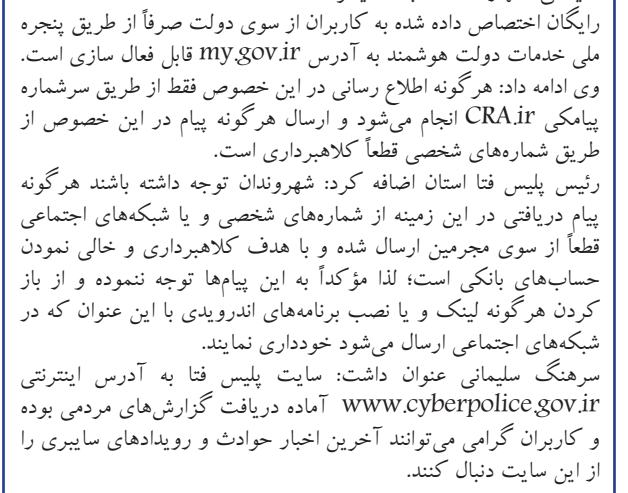 رایگان اختصاص داده شده به کاربران از سوی دولت صرفاً از طریق پنجره
ملی خدمات دولت هوشمند به آدرس my.gov.ir قابل فعال سازی است.
وی ادامه داد: هرگونه اطلاع رسانی در این خصوص فقط از طریق سرشماره
پیامکی CRA.ir انجام می‌شود و ارسال هرگونه پیام در این خصوص از
طریق شماره‌های شخصی قطعاً کلاهبرداری است.
رئیس پلیس فتا استان اضافه کرد: شهروندان توجه داشته باشند هرگونه
پیام دریافتی در این زمینه از شماره‌های شخصی و یا شبکه‌های اجتماعی
قطعاً از سوی مجرمین ارسال شده و با هدف کلاهبرداری و خالی نمودن
حساب‌های بانکی است؛ لذا مؤکداً به این پیام‌ها توجه ننموده و از باز
کردن هرگونه لینک و یا نصب برنامه‌های اندرویدی با این عنوان که در
شبکه‌های اجتماعی ارسال می‌شود خودداری نمایند.
سرهنگ سلیمانی عنوان داشت: سایت پلیس فتا به آدرس اینترنتی
www.cyberpolice.gov.ir آماده دریافت گزارش‌های مردمی بوده
و کاربران گرامی می‌توانند آخرین اخبار حوادث و رویدادهای سایبری را
از این سایت دنبال کنند.